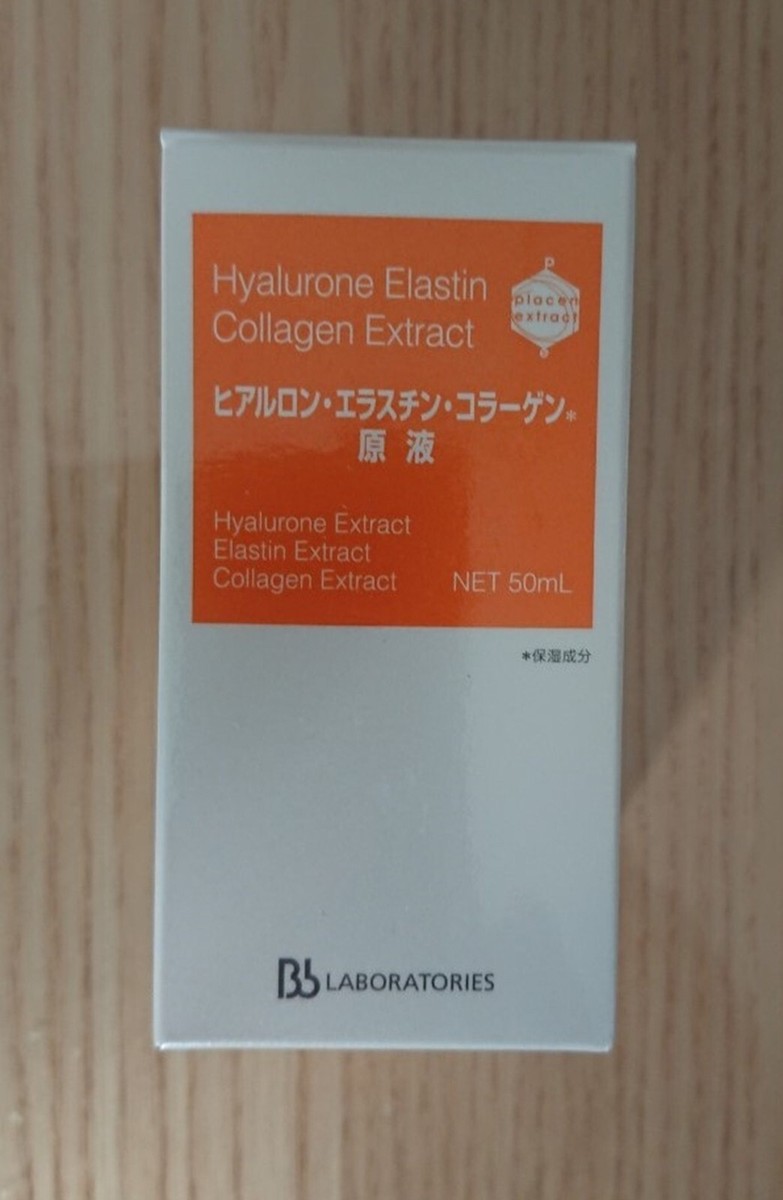 Hyalurone Elastin
Collagen Extract
P
placen
extract
e
ヒアルロン・エラスチン・コラーゲン*
原液
Hyalurone Extract
Elastin Extract
Collagen Extract
NET 50mL
*保湿成分
Bb LABORATORIES